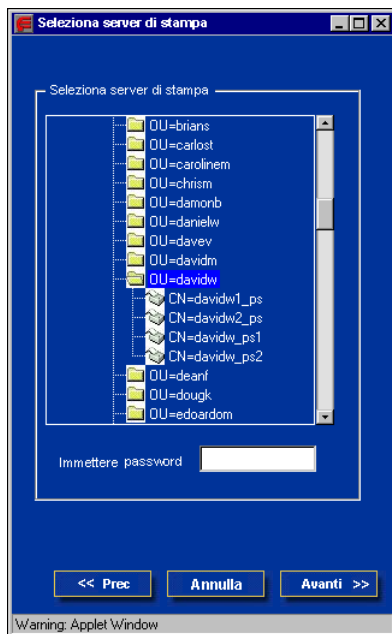 Seleziona server di stampa
Seleziona server di stampa
OU=brians
OU=carlost
OU=carolinem
OU=chrism
OU=damonb
OU=danielw
OU=davev
OU=davidm
OU=davidw
CN=davidw1_ps
CN=davidw2_ps
CN=davidw_ps1
CN=davidw_ps2
OU=deanf
OU=dougk
OU=edoardom
Immettere password
<< Prec Annulla Avanti >>
Warning: Applet Window